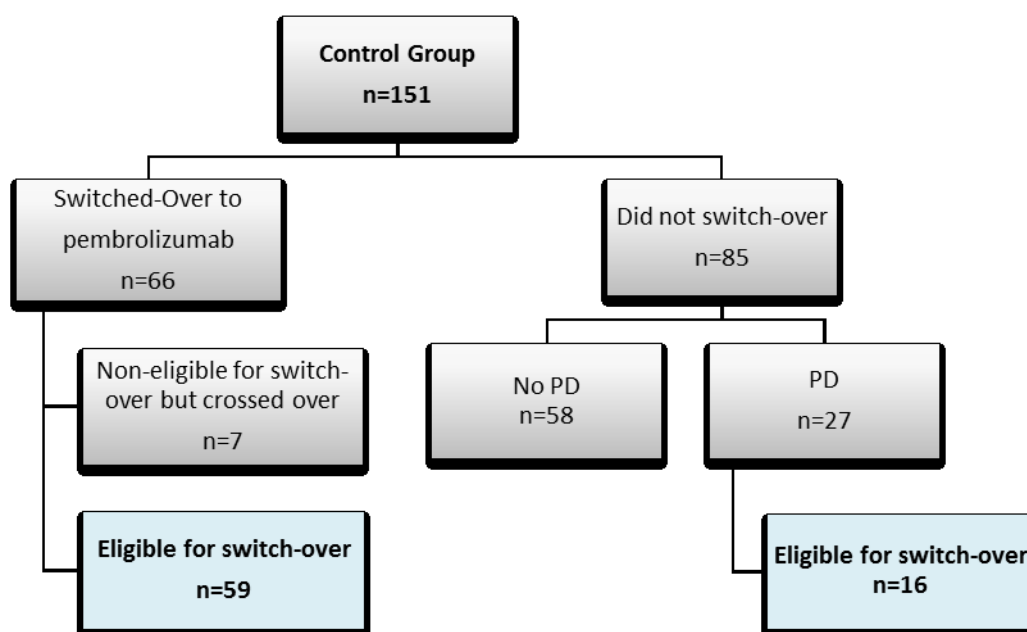 Control Group
n=151
Switched-Over to
pembrolizumab
n=66
Did not switch-over
n=85
Non-eligible for switch-
over but crossed over
n=7
No PD
n=58
PD
n=27
Eligible for switch-over
n=59
Eligible for switch-over
n=16